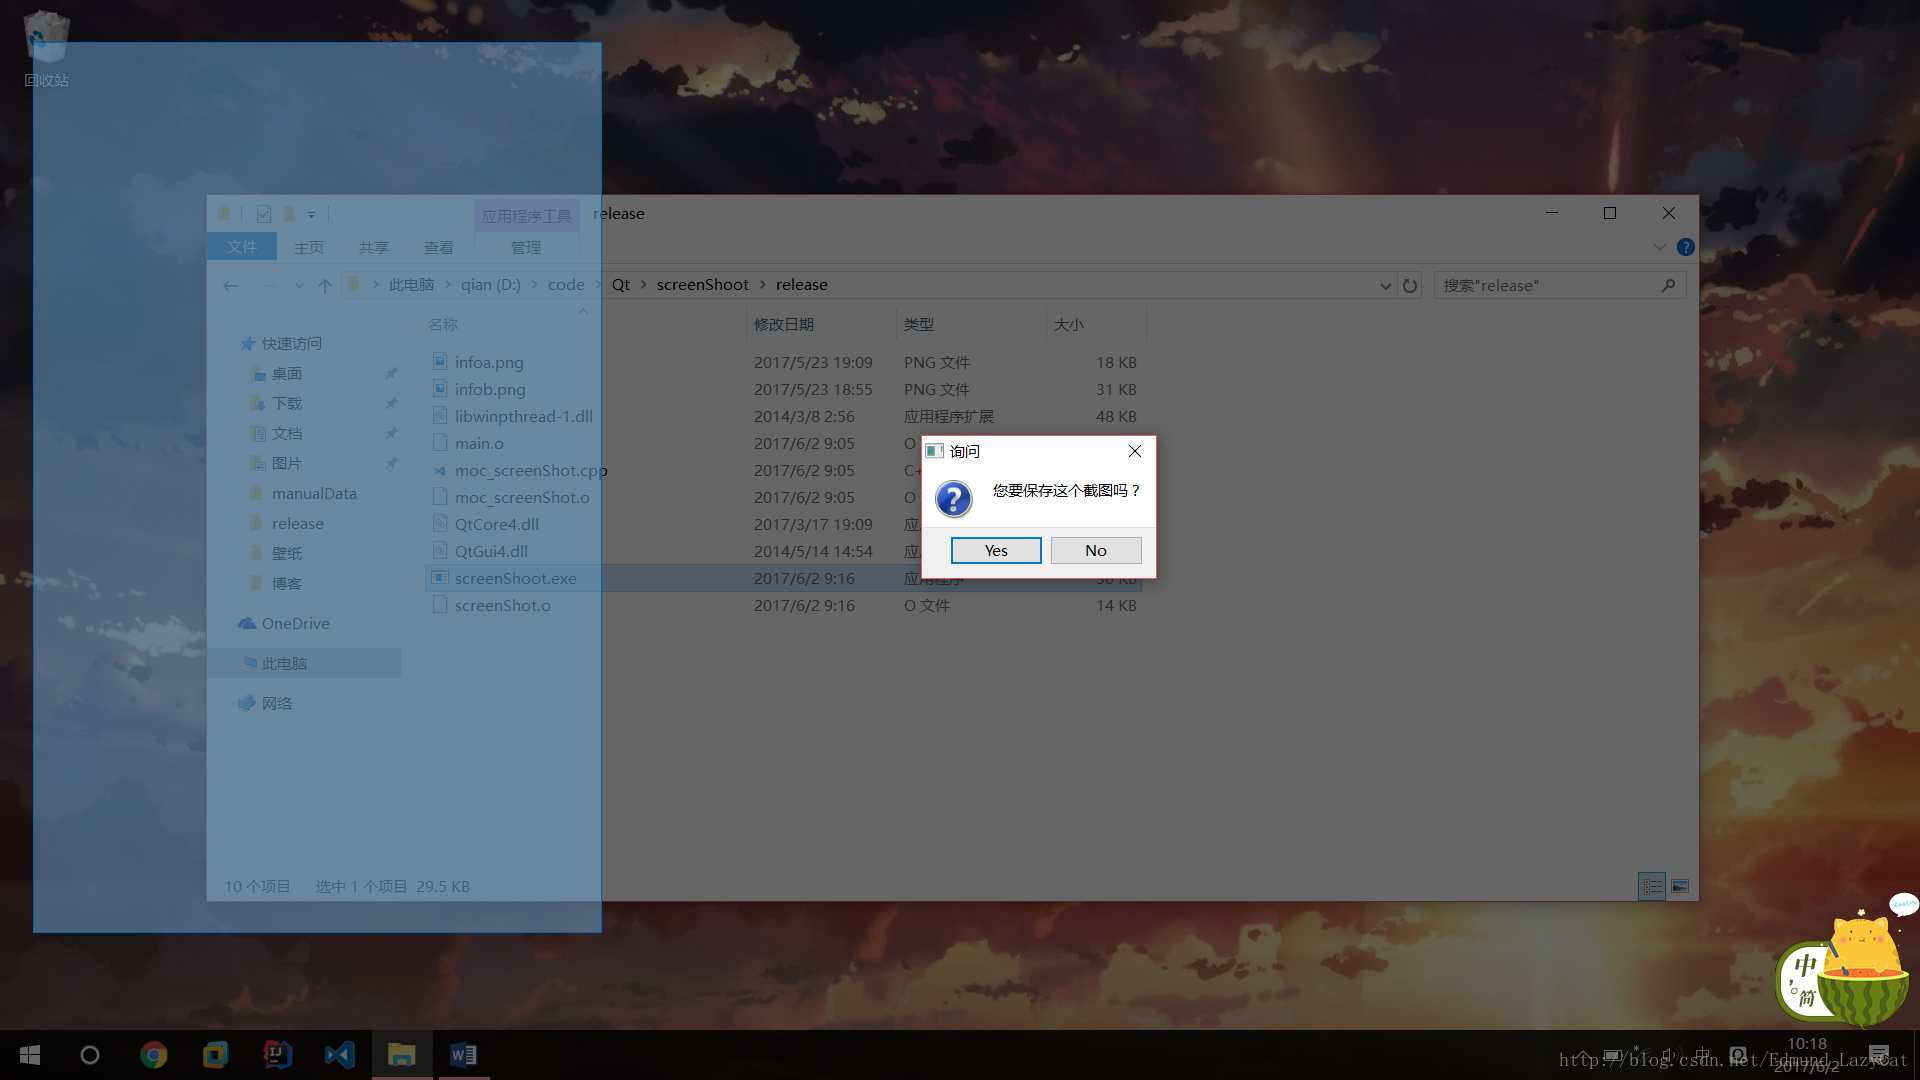 回收站
应用程序工具 release
文件 主页 共享 查看 管理
此电脑 qian (D:) code Qt screenShoot release 搜索"release"
名称 修改日期 类型 大小
快速访问
桌面
下载
文档
图片
manualData
release
壁纸
博客
OneDrive
此电脑
网络
infoa.png 2017/5/23 19:09 PNG 文件 18 KB
infob.png 2017/5/23 18:55 PNG 文件 31 KB
libwinpthread-1.dll 2014/3/8 2:56 应用程序扩展 48 KB
main.o 2017/6/2 9:05 O
moc_screenShot.cpp 2017/6/2 9:05 C+
moc_screenShot.o 2017/6/2 9:05 O
QtCore4.dll 2017/3/17 19:09 应
QtGui4.dll 2014/5/14 14:54 应
screenShoot.exe 2017/6/2 9:16 应用程序 KB
screenShot.o 2017/6/2 9:16 O 文件 14 KB
询问
您要保存这个截图吗？
Yes No
10 个项目 选中 1 个项目 29.5 KB
中
简
中
10:18
2017/6/2
http://blog.csdn.net/Edmund_LazyCat